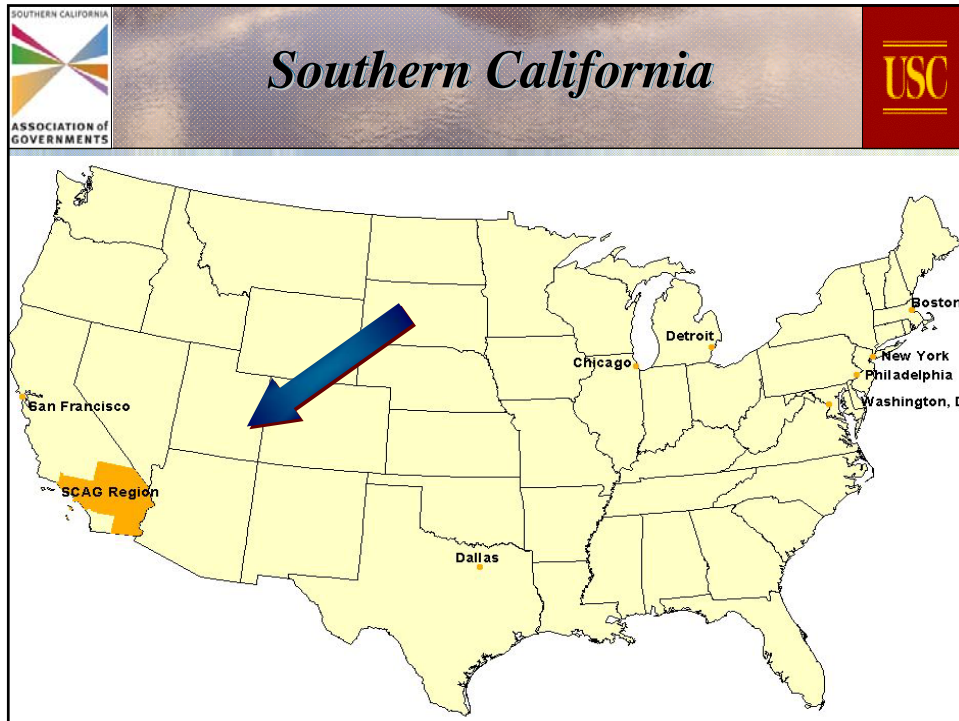 SOUTHERN CALIFORNIA
ASSOCIATION of
GOVERNMENTS
Southern California
USC
Boston
Detroit
New York
Chicago
Philadelphia
Washington, D
San Francisco
SCAG Region
Dallas